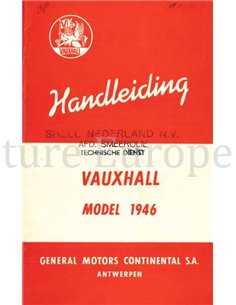 Handleiding
SHELL NEDERLAND N.V.
AFD. SMEEROLIE
TECHNISCHE DIENST
VAUXHALL
MODEL 1946
GENERAL MOTORS CONTINENTAL S.A.
ANTWERPEN